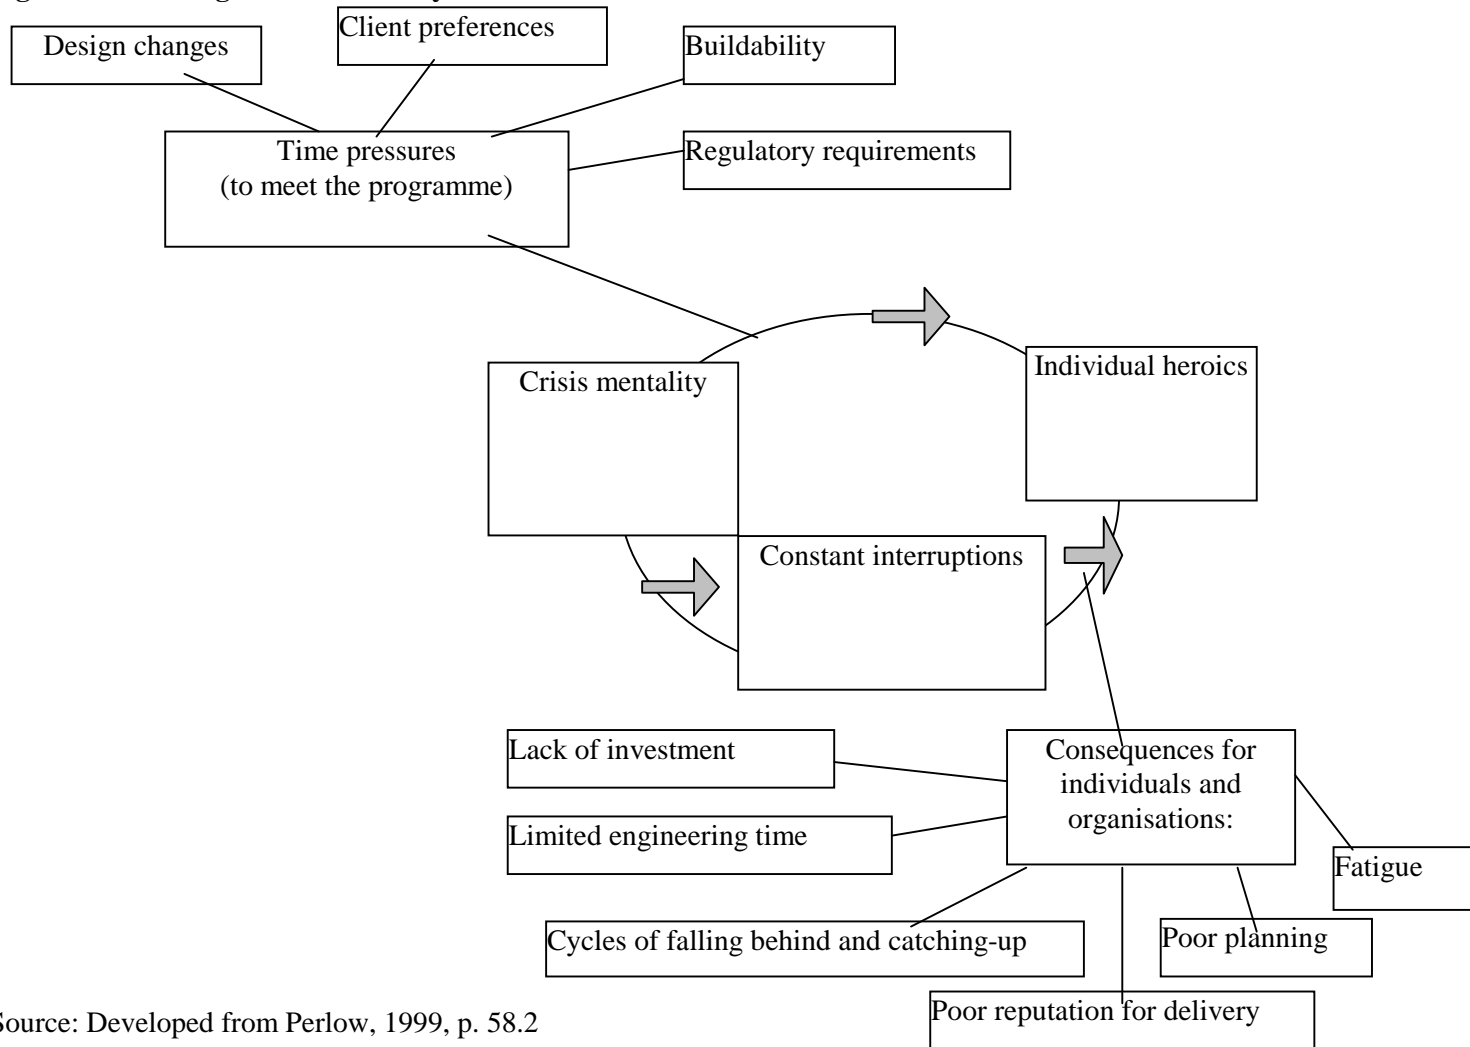 Design changes
Client preferences
Buildability
Time pressures
(to meet the programme)
Regulatory requirements
Crisis mentality
Individual heroics
Constant interruptions
Lack of investment
Consequences for
individuals and
organisations:
Limited engineering time
Fatigue
Cycles of falling behind and catching-up
Poor planning
Poor reputation for delivery
Source: Developed from Perlow, 1999, p. 58.2